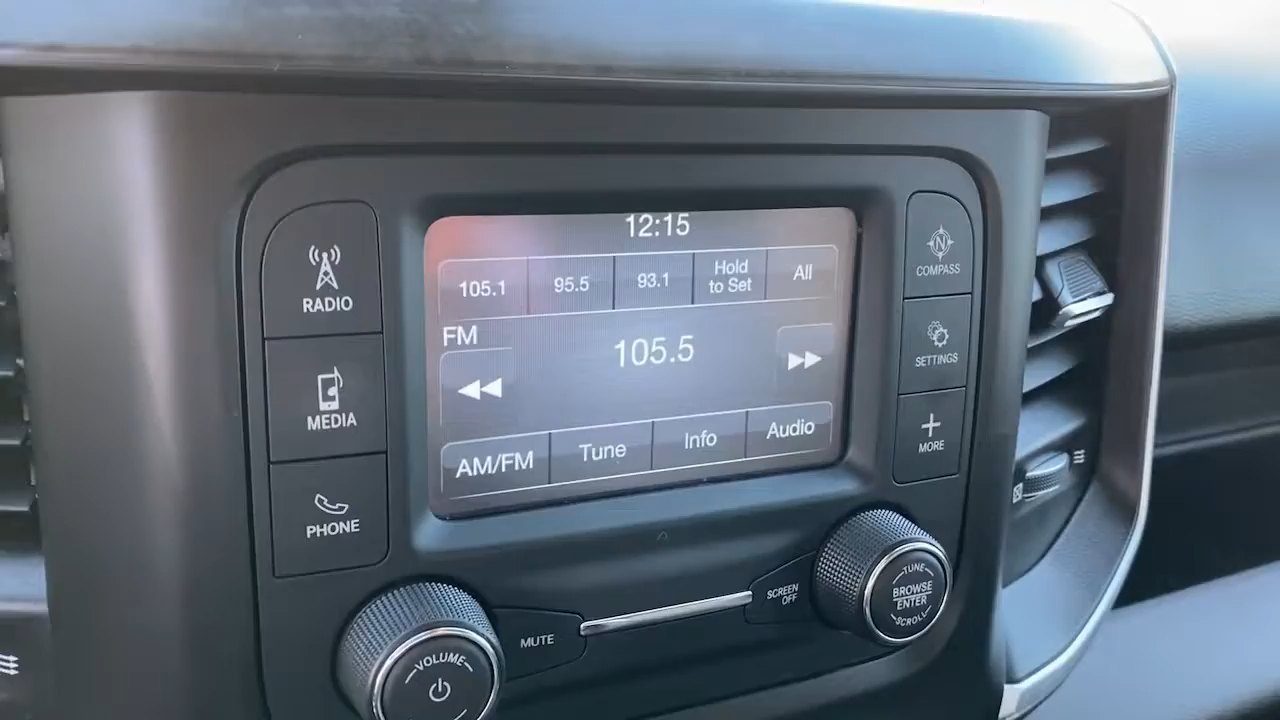 12:15
105.1 95.5 93.1 Hold to Set All
FM
105.5
AM/FM Tune Info Audio
RADIO
MEDIA
PHONE
N
COMPASS
SETTINGS
MORE
MUTE
SCREEN
OFF
VOLUME
TUNE
BROWSE
ENTER
SCROLL